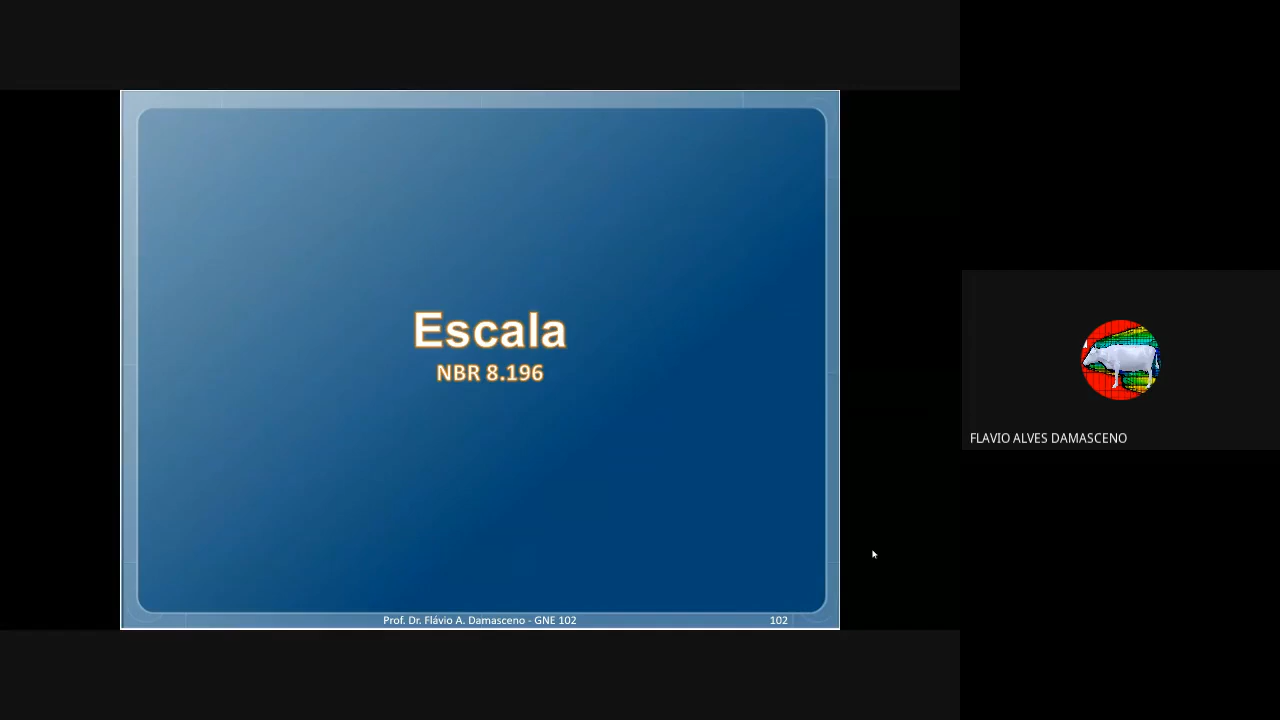 Escala
NBR 8.196
Prof. Dr. Flávio A. Damasceno - GNE 102
102
FLAVIO ALVES DAMASCENO